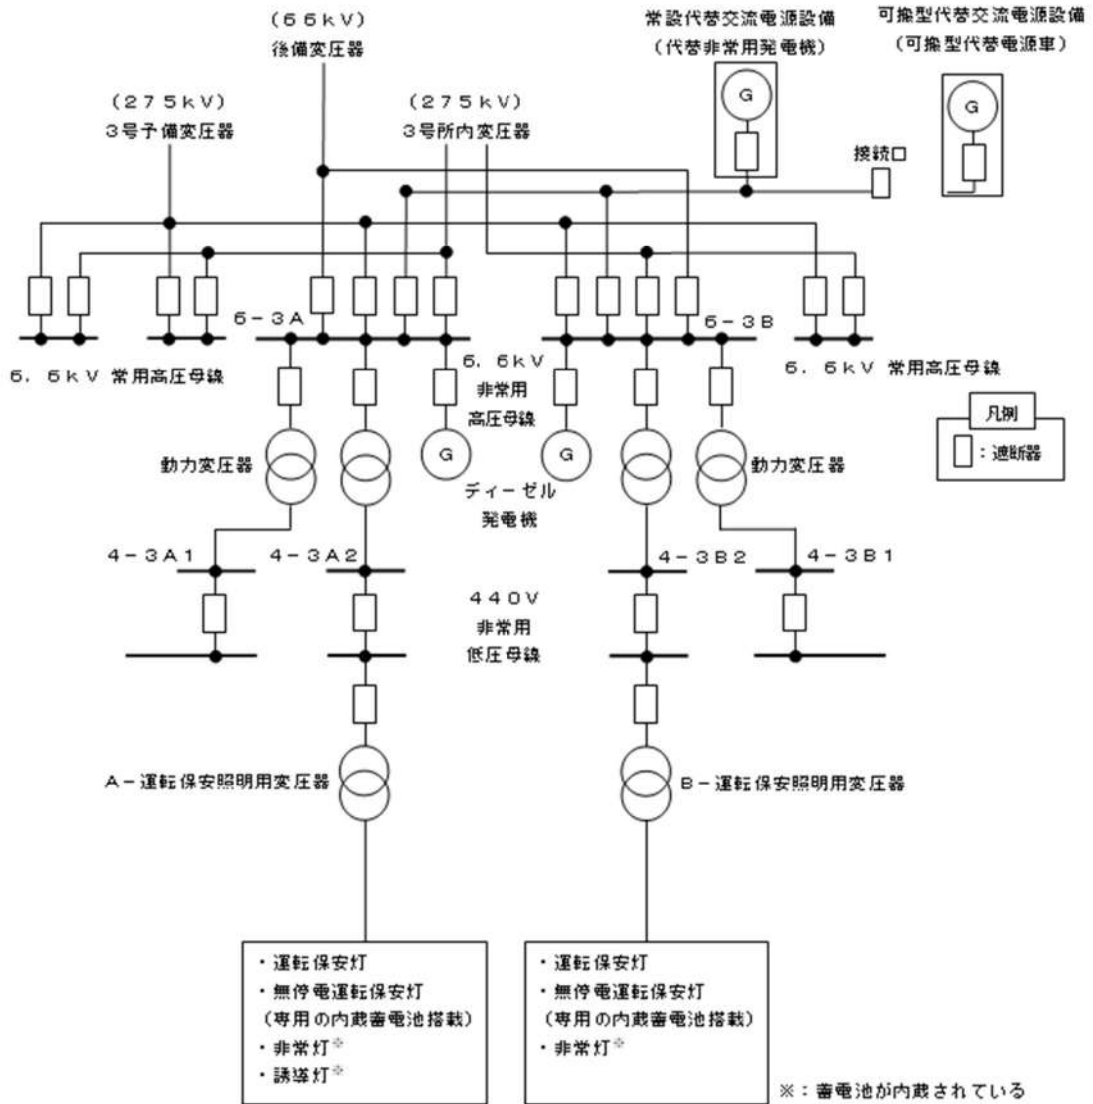 (66kV)
後備変圧器
常設代替交流電源設備
(代替非常用発電機)
可搬型代替交流電源設備
(可搬型代替電源車)
G
G
(275kV)
3号予備変圧器
(275kV)
3号所内変圧器
接続口
6-3A
6-3B
6.6kV 常用高圧母線
6.6kV
非常用
高圧母線
6.6kV 常用高圧母線
凡例
:遮断器
動力変圧器
G
G
動力変圧器
ディーゼル
発電機
4-3A1
4-3A2
4-3B2
4-3B1
440V
非常用
低圧母線
A-運転保安照明用変圧器
B-運転保安照明用変圧器
・運転保安灯
・無停電運転保安灯
(専用の内蔵蓄電池搭載)
・非常灯※
・誘導灯※
・運転保安灯
・無停電運転保安灯
(専用の内蔵蓄電池搭載)
・非常灯※
※:蓄電池が内蔵されている